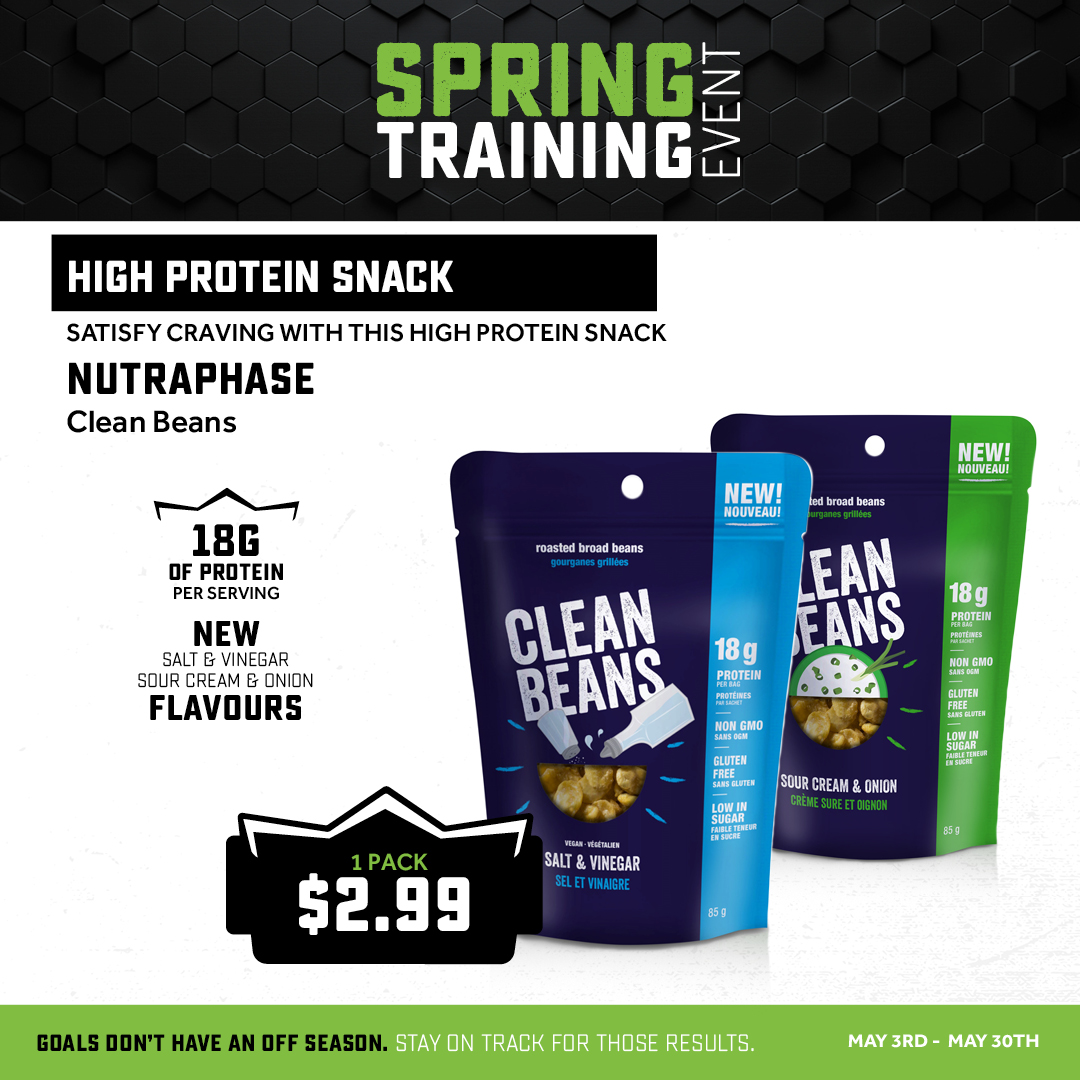 SPRING
TRAINING
EVENT
HIGH PROTEIN SNACK
SATISFY CRAVING WITH THIS HIGH PROTEIN SNACK
NUTRAPHASE
Clean Beans
18G
OF PROTEIN
PER SERVING
NEW
SALT & VINEGAR
SOUR CREAM & ONION
FLAVOURS
1 PACK
$2.99
NEW!
NOUVEAU!
roasted broad beans
gourganes grillées
CLEAN
BEANS
18 g
PROTEIN
PER BAG
PROTÉINES
PAR SACHET
NON GMO
SANS OGM
GLUTEN
FREE
SANS GLUTEN
LOW IN
SUGAR
FAIBLE TENEUR
EN SUCRE
VEGAN - VÉGÉTALIEN
SALT & VINEGAR
SEL ET VINAIGRE
85 g
NEW!
NOUVEAU!
ted broad beans
ourganes grillées
LEAN
BEANS
18 g
PROTEIN
PER BAG
PROTÉINES
PAR SACHET
NON GMO
SANS OGM
GLUTEN
FREE
SANS GLUTEN
LOW IN
SUGAR
FAIBLE TENEUR
EN SUCRE
SOUR CREAM & ONION
CRÈME SURE ET OIGNON
85 g
GOALS DON'T HAVE AN OFF SEASON. STAY ON TRACK FOR THOSE RESULTS.
MAY 3RD - MAY 30TH